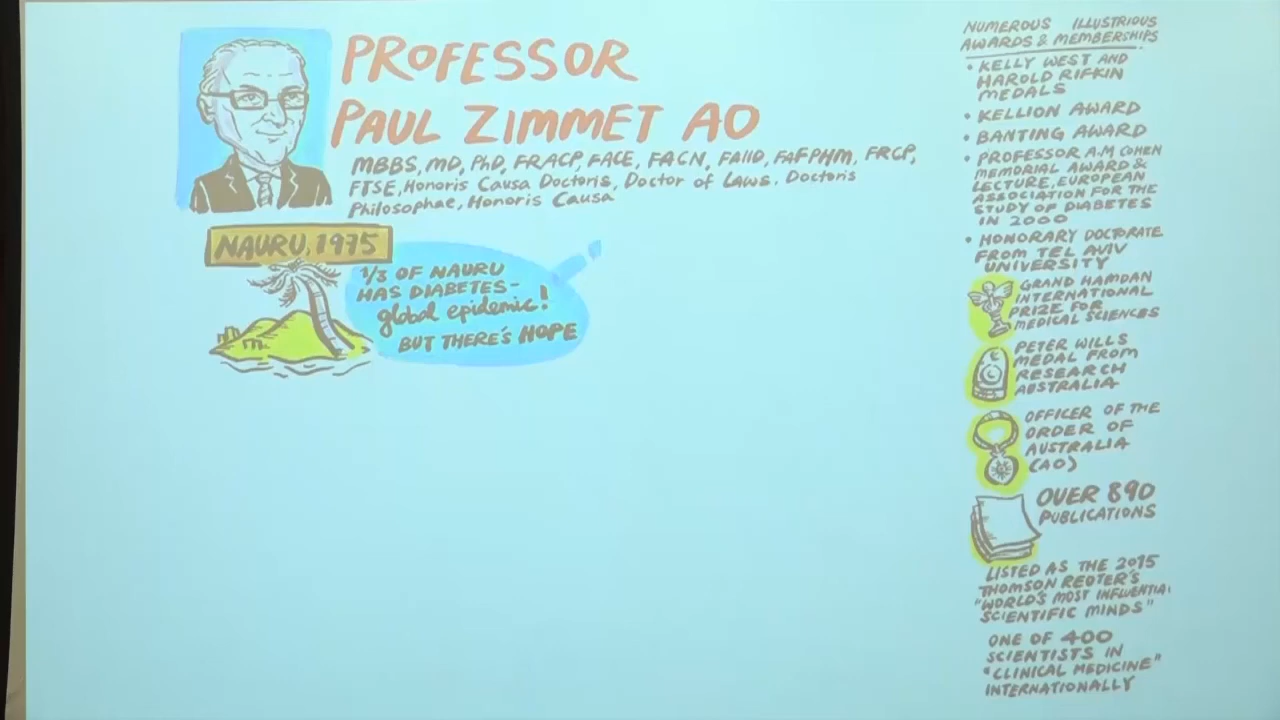 PROFESSOR
PAUL ZIMMET AO
MBBS, MD, PhD, FRACP, FACE, FACN, FAIID, FAFPHM, FRCP,
FTSE, Honoris Causa Doctoris, Doctor of Laws. Doctoris
Philosophae, Honoris Causa
NAURU, 1975
1/3 OF NAURU
HAS DIABETES-
global epidemic!
BUT THERE'S HOPE
NUMEROUS ILLUSTRIOUS
AWARDS & MEMBERSHIPS
• KELLY WEST AND
HAROLD RIFKIN
MEDALS
• KELLION AWARD
• BANTING AWARD
• PROFESSOR A.M COHEN
MEMORIAL AWARD &
LECTURE, EUROPEAN
ASSOCIATION FOR THE
STUDY OF DIABETES
IN 2000
• HONORARY DOCTORATE
FROM TEL AVIV
UNIVERSITY
GRAND HAMDAN
INTERNATIONAL
PRIZE FOR
MEDICAL SCIENCES
PETER WILLS
MEDAL FROM
RESEARCH
AUSTRALIA
OFFICER OF THE
ORDER OF
AUSTRALIA
(AO)
OVER 890
PUBLICATIONS
LISTED AS THE 2015
THOMSON REOTER'S
"WORLD'S MOST INFLUENTIAL
SCIENTIFIC MINDS"
ONE OF 400
SCIENTISTS IN
"CLINICAL MEDICINE"
INTERNATIONALLY